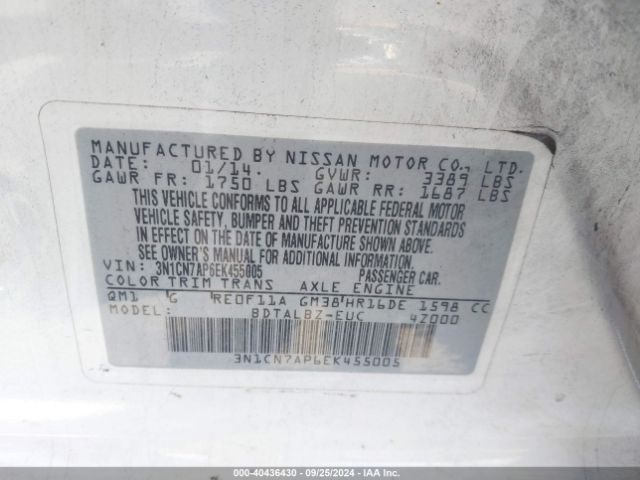 MANUFACTURED BY NISSAN MOTOR CO., LTD.
DATE: 01/14. GVWR: 3389 LBS
GAWR FR: 1750 LBS GAWR RR: 1687 LBS
THIS VEHICLE CONFORMS TO ALL APPLICABLE FEDERAL MOTOR
VEHICLE SAFETY, BUMPER AND THEFT PREVENTION STANDARDS
IN EFFECT ON THE DATE OF MANUFACTURE SHOWN ABOVE.
SEE OWNER'S MANUAL FOR ADDITIONAL INFORMATION.
VIN: 3N1CN7AP6EK455005 PASSENGER CAR.
COLOR TRIM TRANS AXLE ENGINE
QM1 G RE0F11A GM38 HR16DE 1598 CC
MODEL: BDTALBZ-EUC 4Z000
3N1CN7AP6EK455005
000-40436430 - 09/25/2024 - IAA Inc.